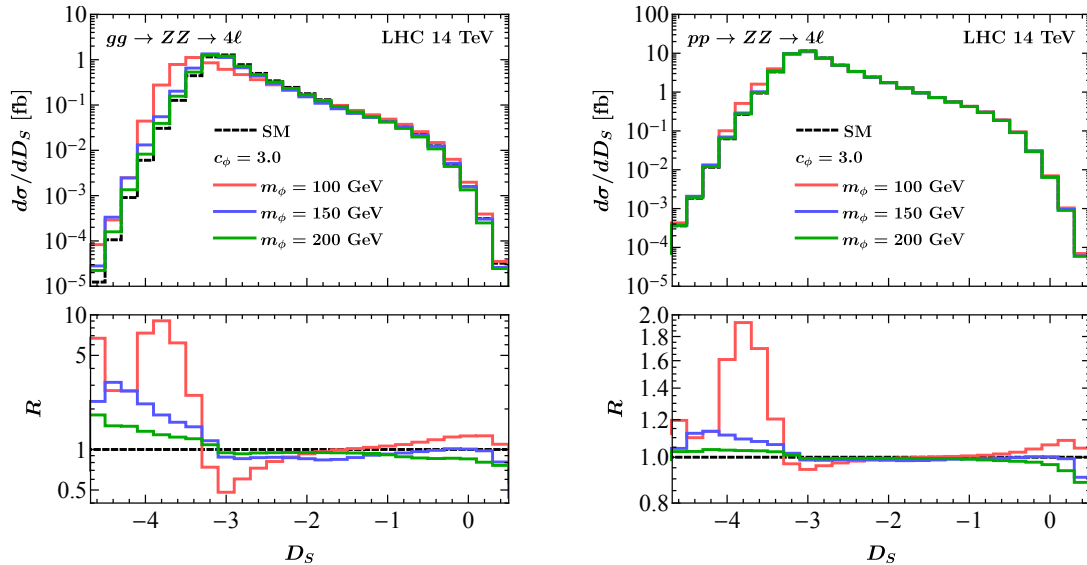 gg → ZZ → 4ℓ LHC 14 TeV
dσ/dD_S [fb]
10
1
10⁻¹
10⁻²
10⁻³
10⁻⁴
10⁻⁵
SM
c_ϕ = 3.0
m_ϕ = 100 GeV
m_ϕ = 150 GeV
m_ϕ = 200 GeV
R
10
5
1
0.5
−4 −3 −2 −1 0
D_S
pp → ZZ → 4ℓ LHC 14 TeV
dσ/dD_S [fb]
100
10
1
10⁻¹
10⁻²
10⁻³
10⁻⁴
10⁻⁵
SM
c_ϕ = 3.0
m_ϕ = 100 GeV
m_ϕ = 150 GeV
m_ϕ = 200 GeV
R
2.0
1.8
1.6
1.4
1.2
1.0
0.8
−4 −3 −2 −1 0
D_S